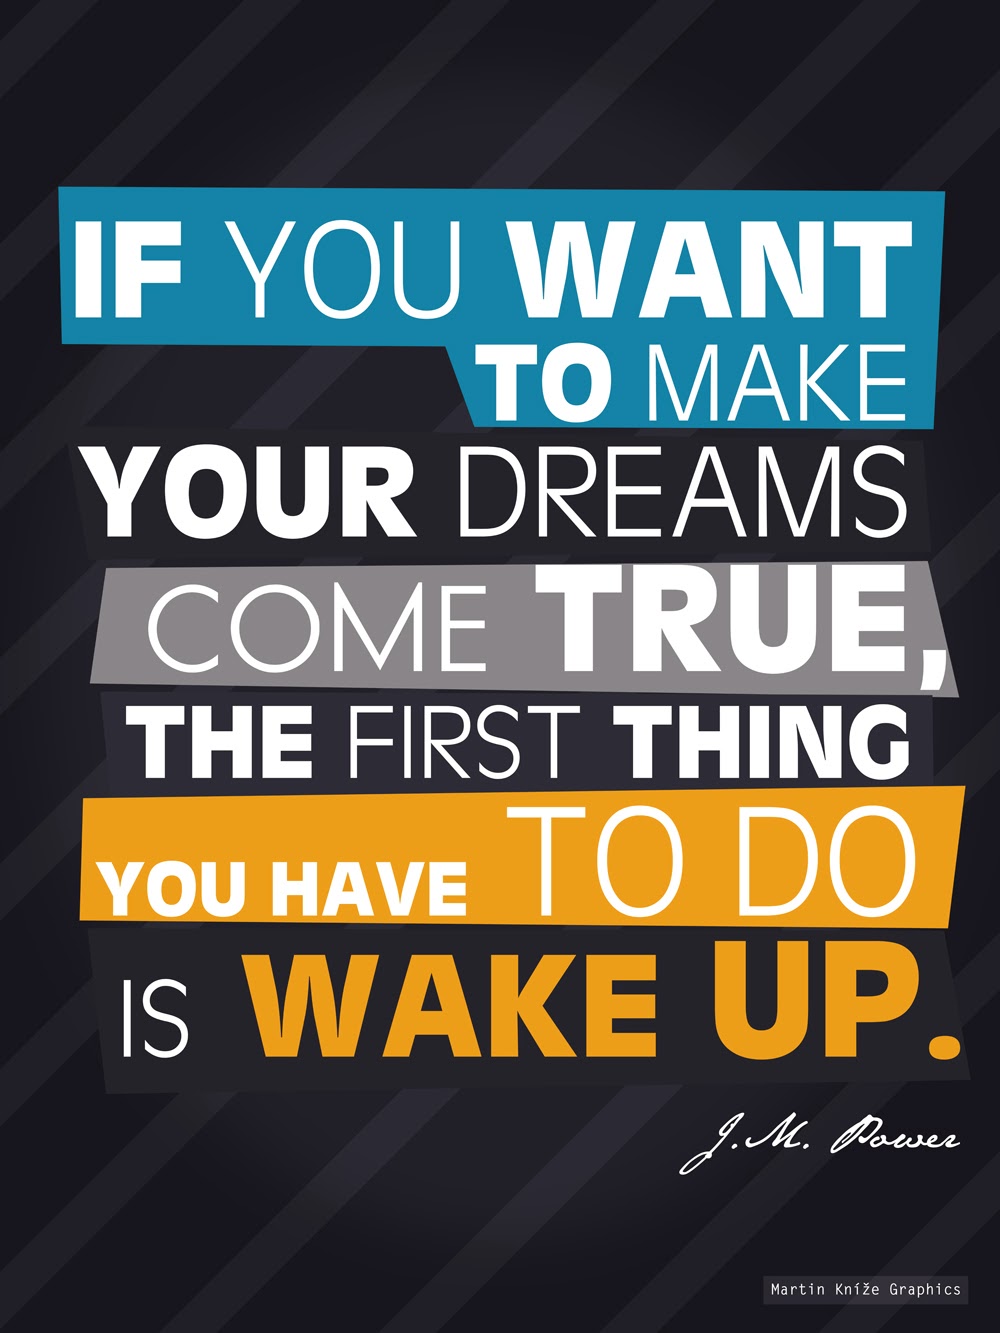 IF YOU WANT
TO MAKE
YOUR DREAMS
COME TRUE,
THE FIRST THING
YOU HAVE TO DO
IS WAKE UP.
J.M. Power
Martin Kníže Graphics